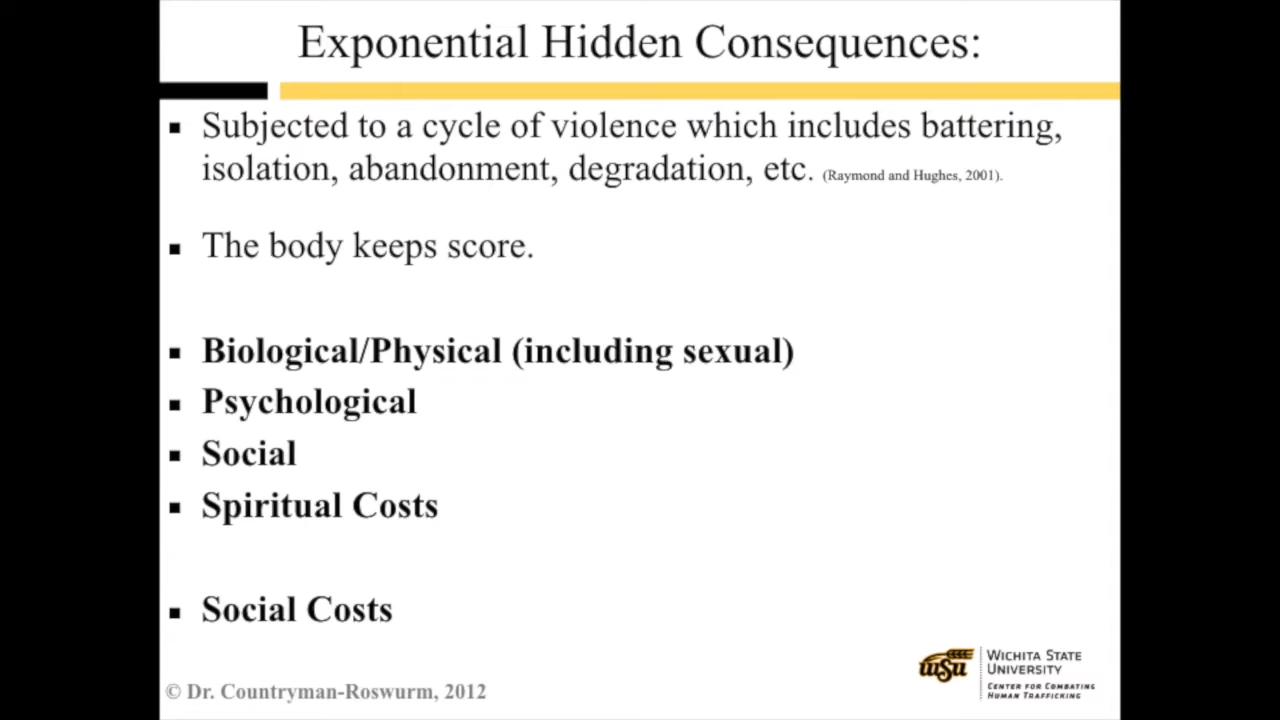 Exponential Hidden Consequences:
▪ Subjected to a cycle of violence which includes battering,
isolation, abandonment, degradation, etc. (Raymond and Hughes, 2001).
▪ The body keeps score.
▪ Biological/Physical (including sexual)
▪ Psychological
▪ Social
▪ Spiritual Costs
▪ Social Costs
© Dr. Countryman-Roswurm, 2012
WSU
WICHITA STATE
UNIVERSITY
CENTER FOR COMBATING
HUMAN TRAFFICKING